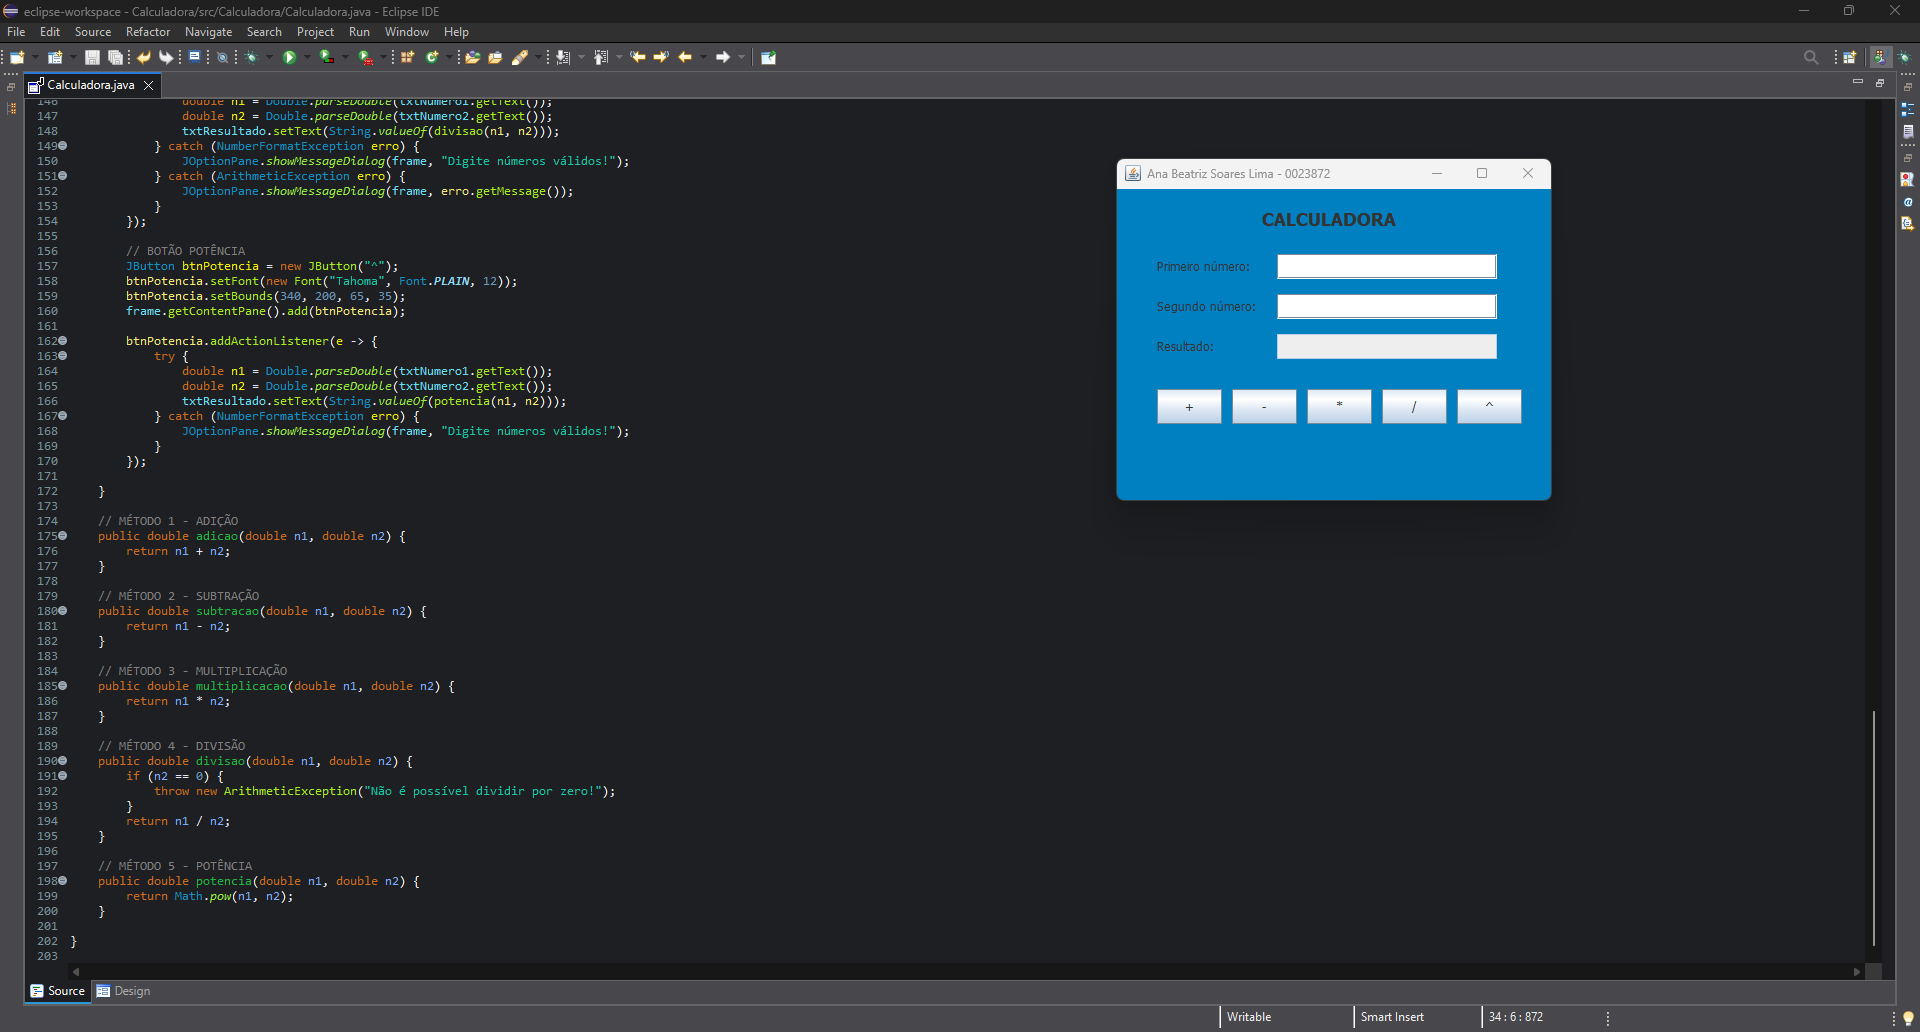 eclipse-workspace - Calculadora/src/Calculadora/Calculadora.java - Eclipse IDE
File Edit Source Refactor Navigate Search Project Run Window Help
Calculadora.java
146 double n1 = Double.parseDouble(txtNumero1.getText());
147 double n2 = Double.parseDouble(txtNumero2.getText());
148 txtResultado.setText(String.valueOf(divisao(n1, n2)));
149 } catch (NumberFormatException erro) {
150 JOptionPane.showMessageDialog(frame, "Digite números válidos!");
151 } catch (ArithmeticException erro) {
152 JOptionPane.showMessageDialog(frame, erro.getMessage());
153 }
154 });
155
156 // BOTÃO POTÊNCIA
157 JButton btnPotencia = new JButton("^");
158 btnPotencia.setFont(new Font("Tahoma", Font.PLAIN, 12));
159 btnPotencia.setBounds(340, 200, 65, 35);
160 frame.getContentPane().add(btnPotencia);
161
162 btnPotencia.addActionListener(e -> {
163 try {
164 double n1 = Double.parseDouble(txtNumero1.getText());
165 double n2 = Double.parseDouble(txtNumero2.getText());
166 txtResultado.setText(String.valueOf(potencia(n1, n2)));
167 } catch (NumberFormatException erro) {
168 JOptionPane.showMessageDialog(frame, "Digite números válidos!");
169 }
170 });
171
172 }
173
174 // MÉTODO 1 - ADIÇÃO
175 public double adicao(double n1, double n2) {
176 return n1 + n2;
177 }
178
179 // MÉTODO 2 - SUBTRAÇÃO
180 public double subtracao(double n1, double n2) {
181 return n1 - n2;
182 }
183
184 // MÉTODO 3 - MULTIPLICAÇÃO
185 public double multiplicacao(double n1, double n2) {
186 return n1 * n2;
187 }
188
189 // MÉTODO 4 - DIVISÃO
190 public double divisao(double n1, double n2) {
191 if (n2 == 0) {
192 throw new ArithmeticException("Não é possível dividir por zero!");
193 }
194 return n1 / n2;
195 }
196
197 // MÉTODO 5 - POTÊNCIA
198 public double potencia(double n1, double n2) {
199 return Math.pow(n1, n2);
200 }
201
202 }
203
Ana Beatriz Soares Lima - 0023872
CALCULADORA
Primeiro número:
Segundo número:
Resultado:
+ - * / ^
Source Design
Writable Smart Insert 34 : 6 : 872